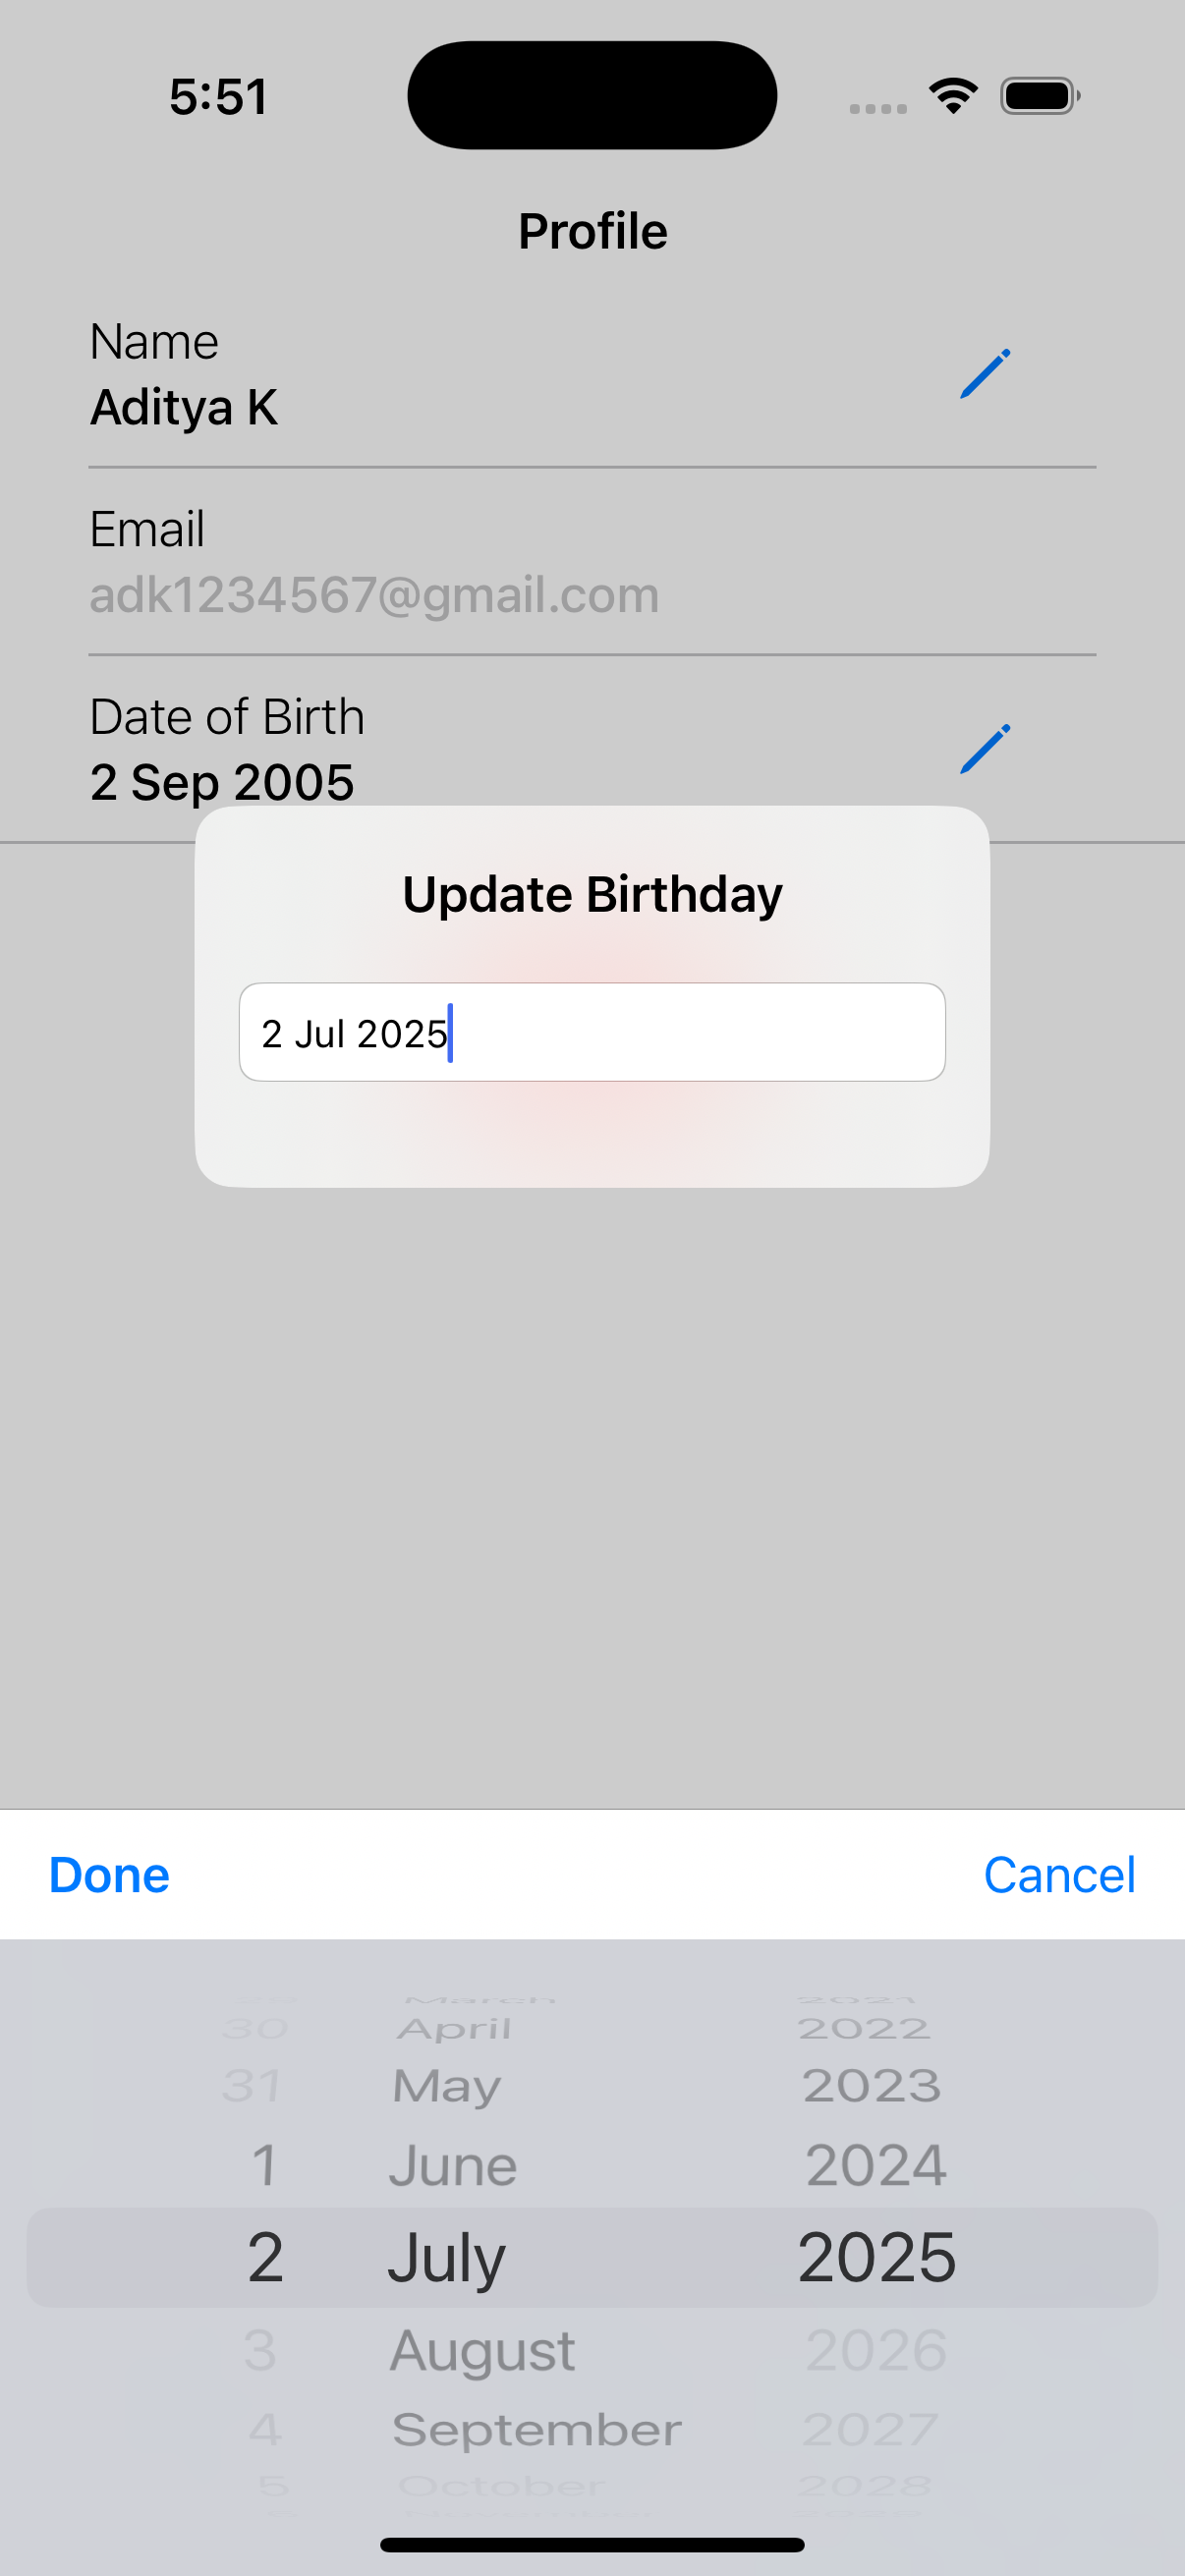 5:51
Profile
Name
Aditya K
Email
adk1234567@gmail.com
Date of Birth
2 Sep 2005
Update Birthday
2 Jul 2025
Done
Cancel
March 2021
30 April 2022
31 May 2023
1 June 2024
2 July 2025
3 August 2026
4 September 2027
5 October 2028